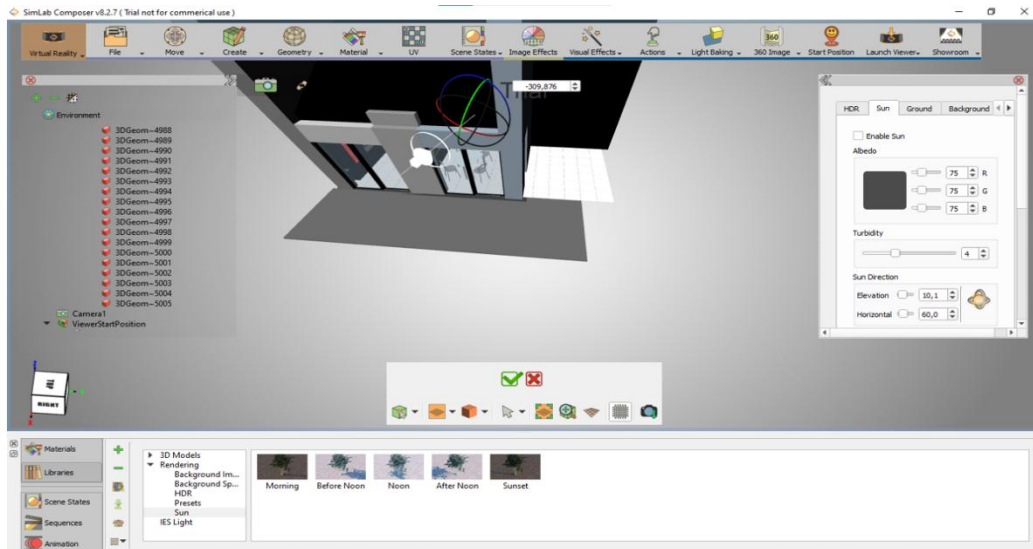 SimLab Composer v8.2.7 ( Trial not for commerical use )
Virtual Reality
File
Move
Create
Geometry
Material
UV
Scene States
Image Effects
Visual Effects
Actions
Light Baking
360 Image
Start Position
Launch Viewer
Showroom
360
-309,876
Trial
Environment
3DGeom~4988
3DGeom~4989
3DGeom~4990
3DGeom~4991
3DGeom~4992
3DGeom~4993
3DGeom~4994
3DGeom~4995
3DGeom~4996
3DGeom~4997
3DGeom~4998
3DGeom~4999
3DGeom~5000
3DGeom~5001
3DGeom~5002
3DGeom~5003
3DGeom~5004
3DGeom~5005
Camera1
ViewerStartPosition
HDR Sun Ground Background
Enable Sun
Albedo
75 R
75 G
75 B
Turbidity
4
Sun Direction
Elevation 10,1
Horizontal 60,0
RIGHT
Materials
Libraries
Scene States
Sequences
Animation
3D Models
Rendering
Background Im...
Background Sp...
HDR
Presets
Sun
IES Light
Morning Before Noon Noon After Noon Sunset